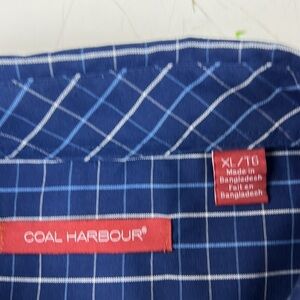 XL/TG
Made in
Bangladesh
Fait en
Bangladesh
COAL HARBOUR®